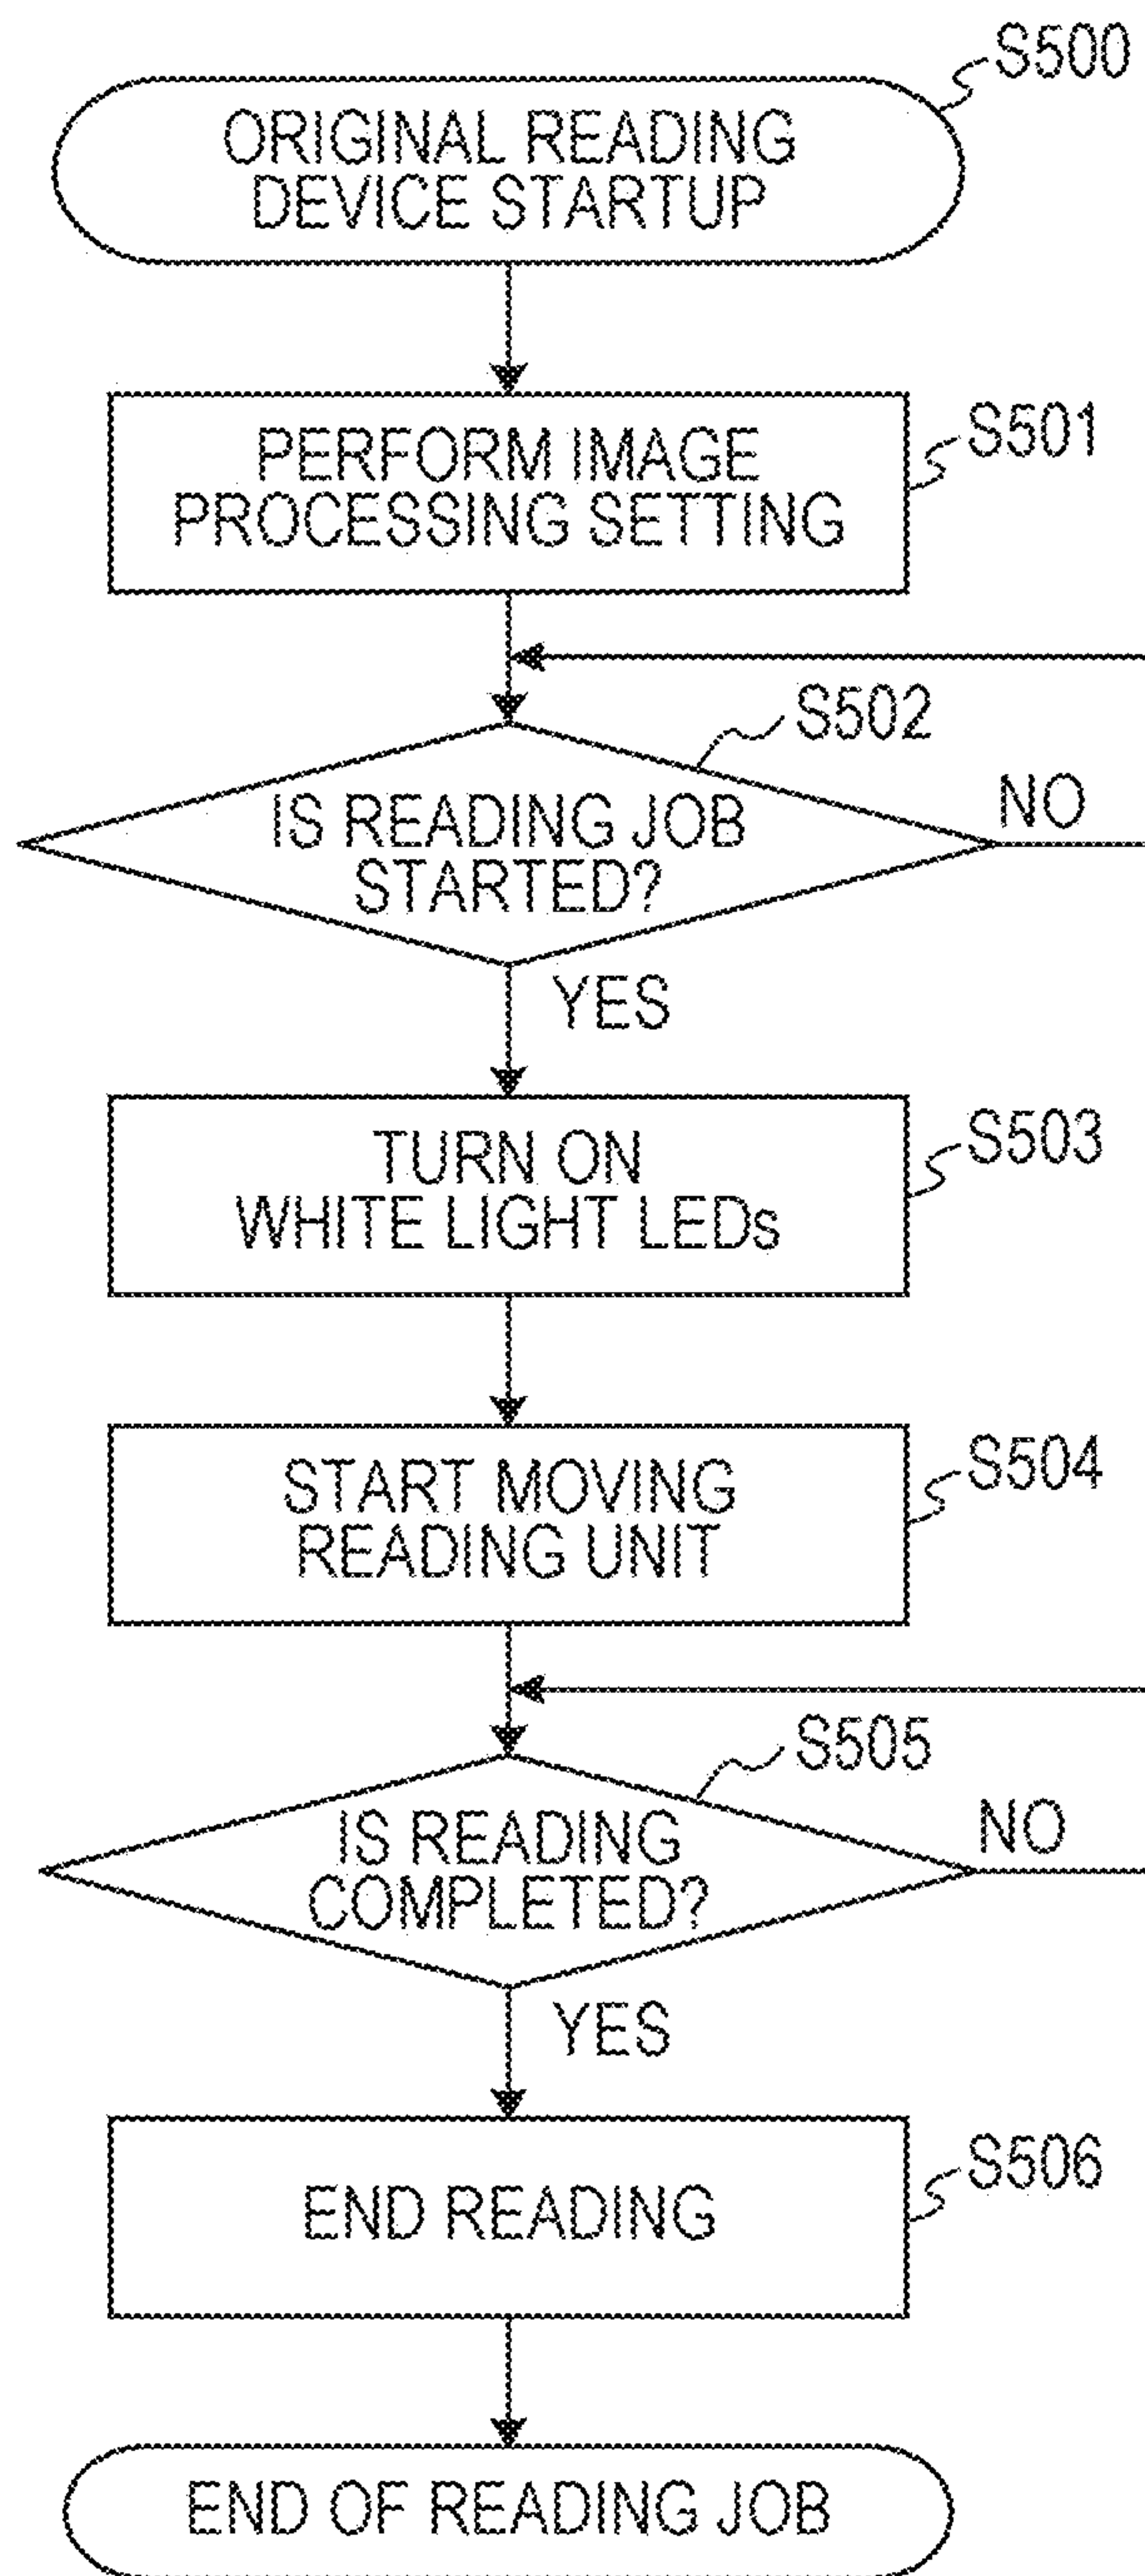 S500
ORIGINAL READING
DEVICE STARTUP
S501
PERFORM IMAGE
PROCESSING SETTING
S502
IS READING JOB
STARTED?
NO
YES
S503
TURN ON
WHITE LIGHT LEDs
S504
START MOVING
READING UNIT
S505
IS READING
COMPLETED?
NO
YES
S506
END READING
END OF READING JOB